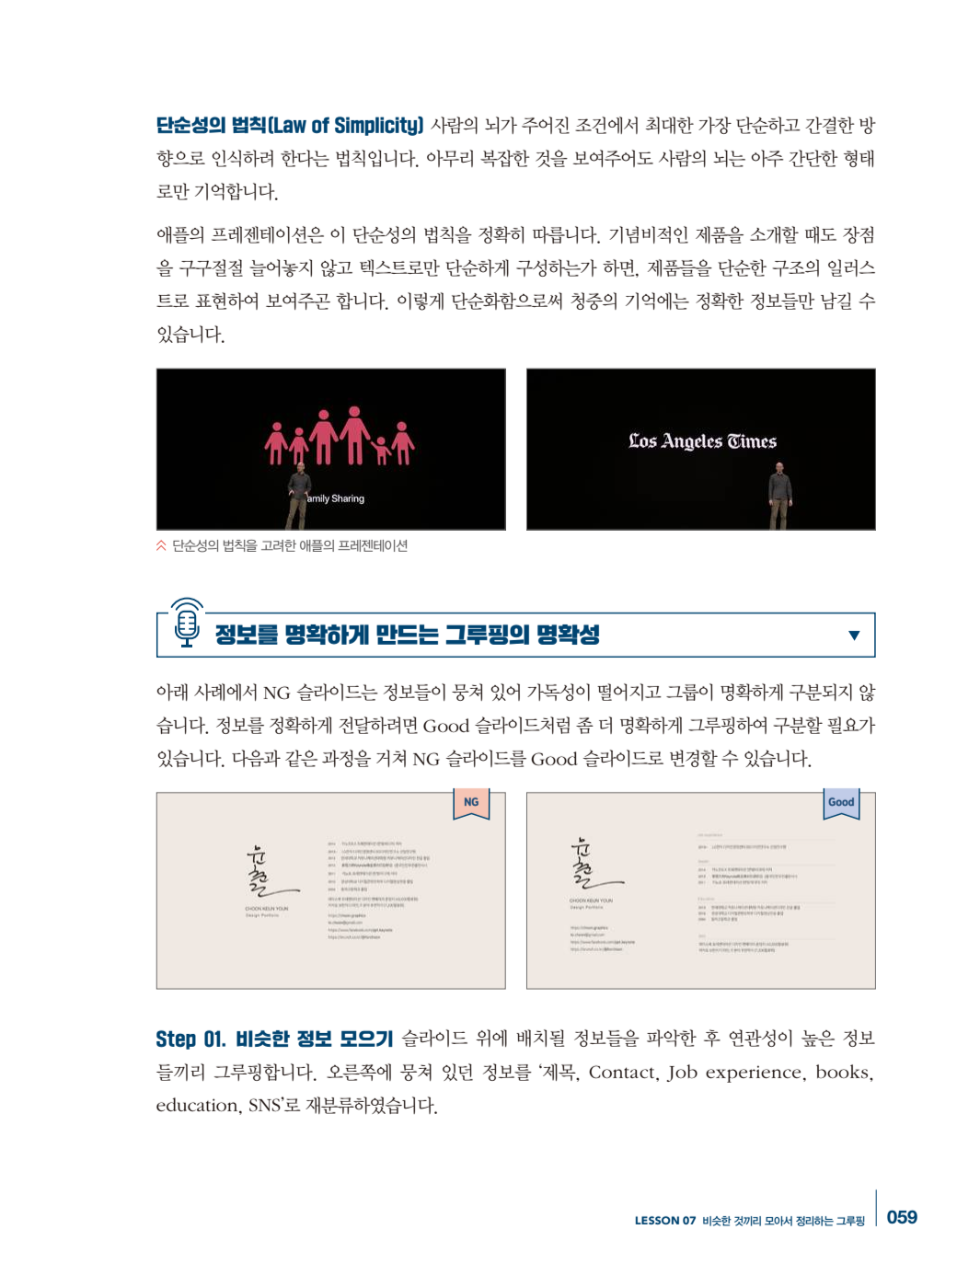 단순성의 법칙(Law of Simplicity) 사람의 뇌가 주어진 조건에서 최대한 가장 단순하고 간결한 방
향으로 인식하려 한다는 법칙입니다. 아무리 복잡한 것을 보여주어도 사람의 뇌는 아주 간단한 형태
로만 기억합니다.
애플의 프레젠테이션은 이 단순성의 법칙을 정확히 따릅니다. 기념비적인 제품을 소개할 때도 장점
을 구구절절 늘어놓지 않고 텍스트로만 단순하게 구성하는가 하면, 제품들을 단순한 구조의 일러스
트로 표현하여 보여주곤 합니다. 이렇게 단순화함으로써 청중의 기억에는 정확한 정보들만 남길 수
있습니다.
amily Sharing
Los Angeles Times
단순성의 법칙을 고려한 애플의 프레젠테이션
정보를 명확하게 만드는 그루핑의 명확성
아래 사례에서 NG 슬라이드는 정보들이 뭉쳐 있어 가독성이 떨어지고 그룹이 명확하게 구분되지 않
습니다. 정보를 정확하게 전달하려면 Good 슬라이드처럼 좀 더 명확하게 그루핑하여 구분할 필요가
있습니다. 다음과 같은 과정을 거쳐 NG 슬라이드를 Good 슬라이드로 변경할 수 있습니다.
NG
윤철
CHOON KEUN YOUN
Design Portfolio
Good
CHOON KEUN YOUN
Design Portfolio
Step 01. 비슷한 정보 모으기 슬라이드 위에 배치될 정보들을 파악한 후 연관성이 높은 정보
들끼리 그루핑합니다. 오른쪽에 뭉쳐 있던 정보를 ‘제목, Contact, Job experience, books,
education, SNS’로 재분류하였습니다.
LESSON 07 비슷한 것끼리 모아서 정리하는 그루핑
059